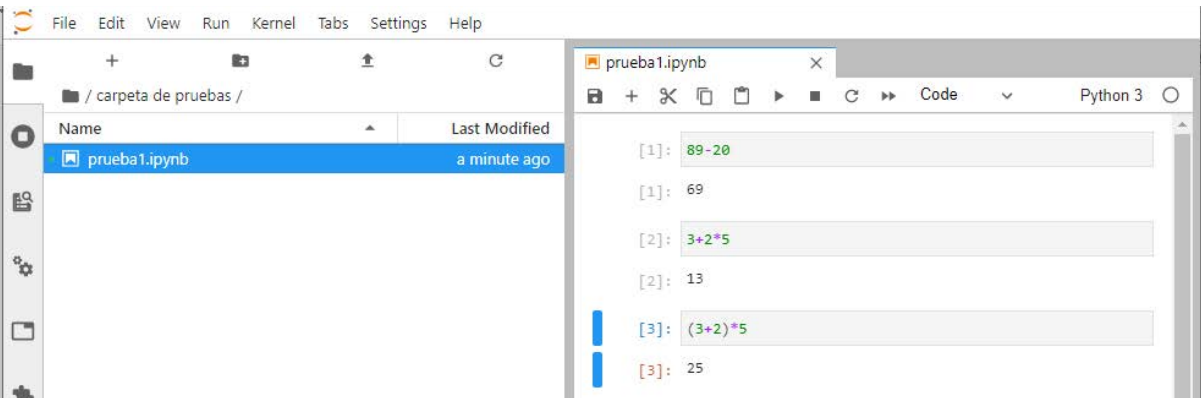 File Edit View Run Kernel Tabs Settings Help
/ carpeta de pruebas /
Name Last Modified
prueba1.ipynb a minute ago
prueba1.ipynb
Code Python 3
[1]: 89-20
[1]: 69
[2]: 3+2*5
[2]: 13
[3]: (3+2)*5
[3]: 25